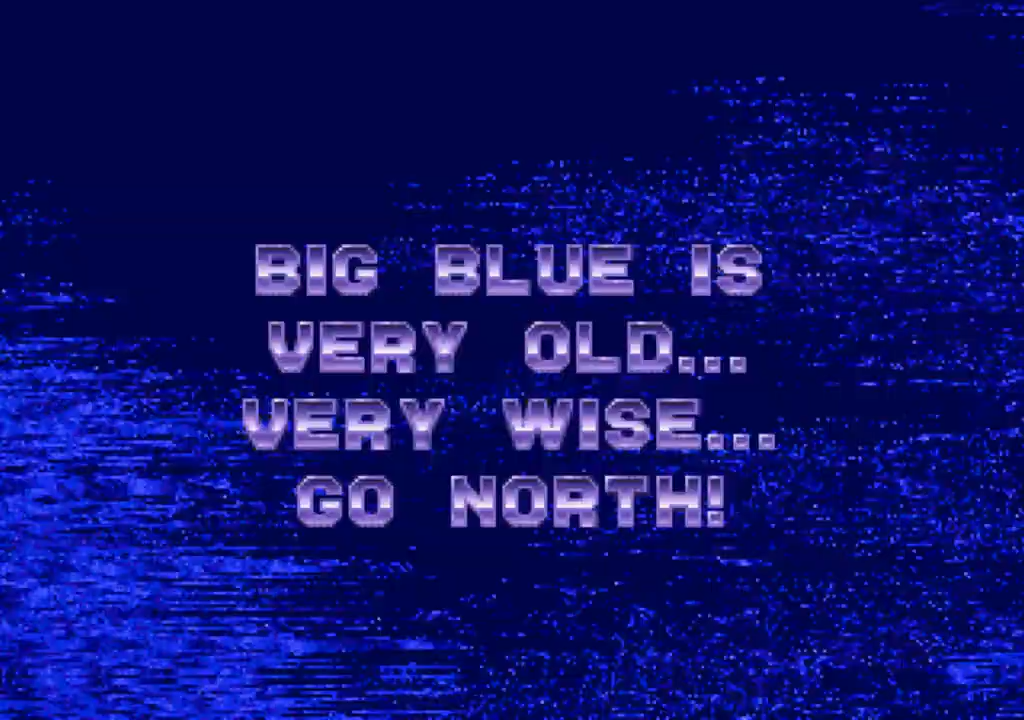 BIG BLUE IS
VERY OLD...
VERY WISE...
GO NORTH!